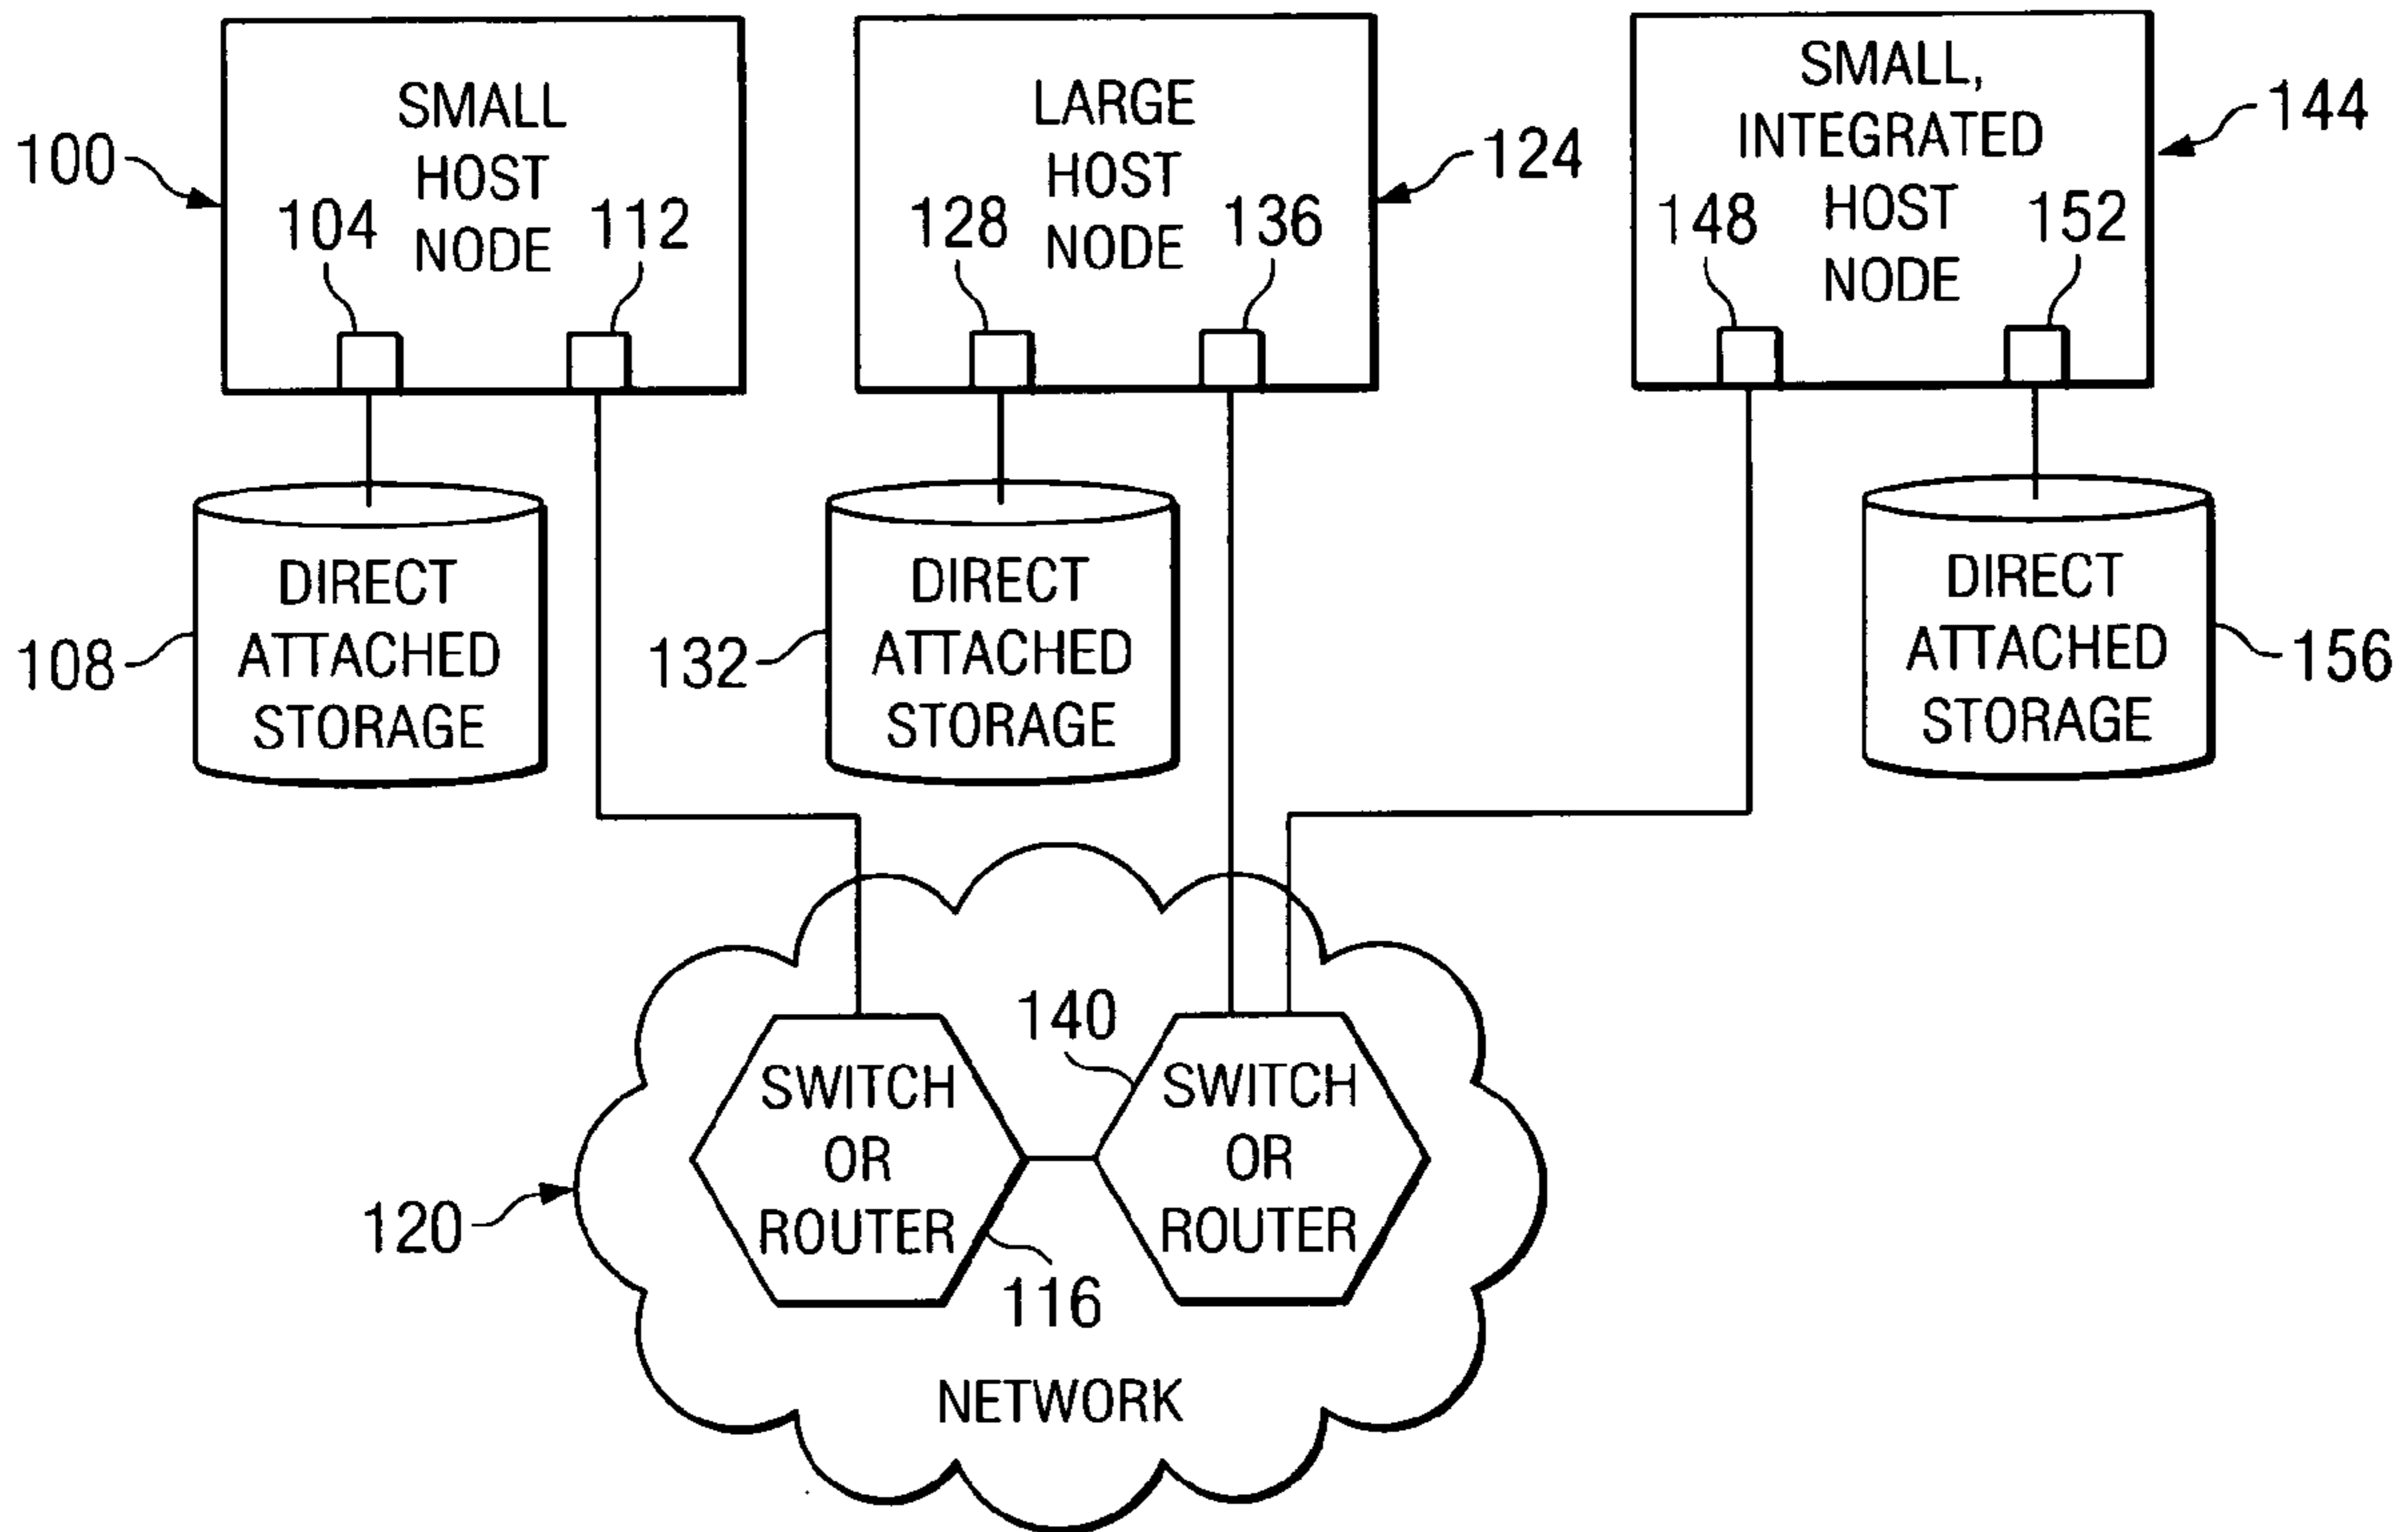 SMALL
HOST
NODE
100
104
112
LARGE
HOST
NODE
124
128
136
SMALL,
INTEGRATED
HOST
NODE
144
148
152
DIRECT
ATTACHED
STORAGE
108
DIRECT
ATTACHED
STORAGE
132
DIRECT
ATTACHED
STORAGE
156
140
SWITCH
OR
ROUTER
SWITCH
OR
ROUTER
120
116
NETWORK